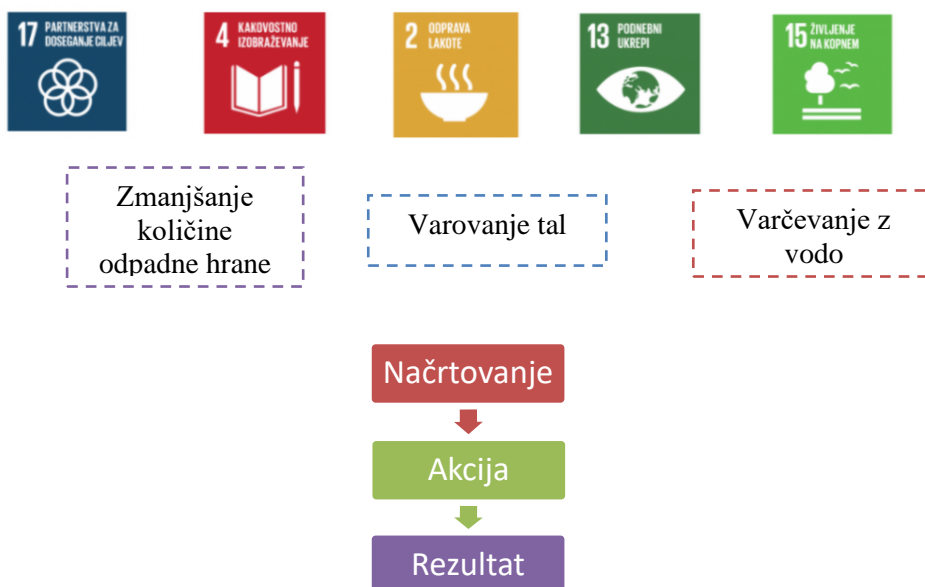 17 PARTNERSTVA ZA
DOSEGANJE CILJEV
4 KAKOVOSTNO
IZOBRAŽEVANJE
2 ODPRAVA
LAKOTE
13 PODNEBNI
UKREPI
15 ŽIVLJENJE
NA KOPNEM
Zmanjšanje
količine
odpadne hrane
Varovanje tal
Varčevanje z
vodo
Načrtovanje
Akcija
Rezultat